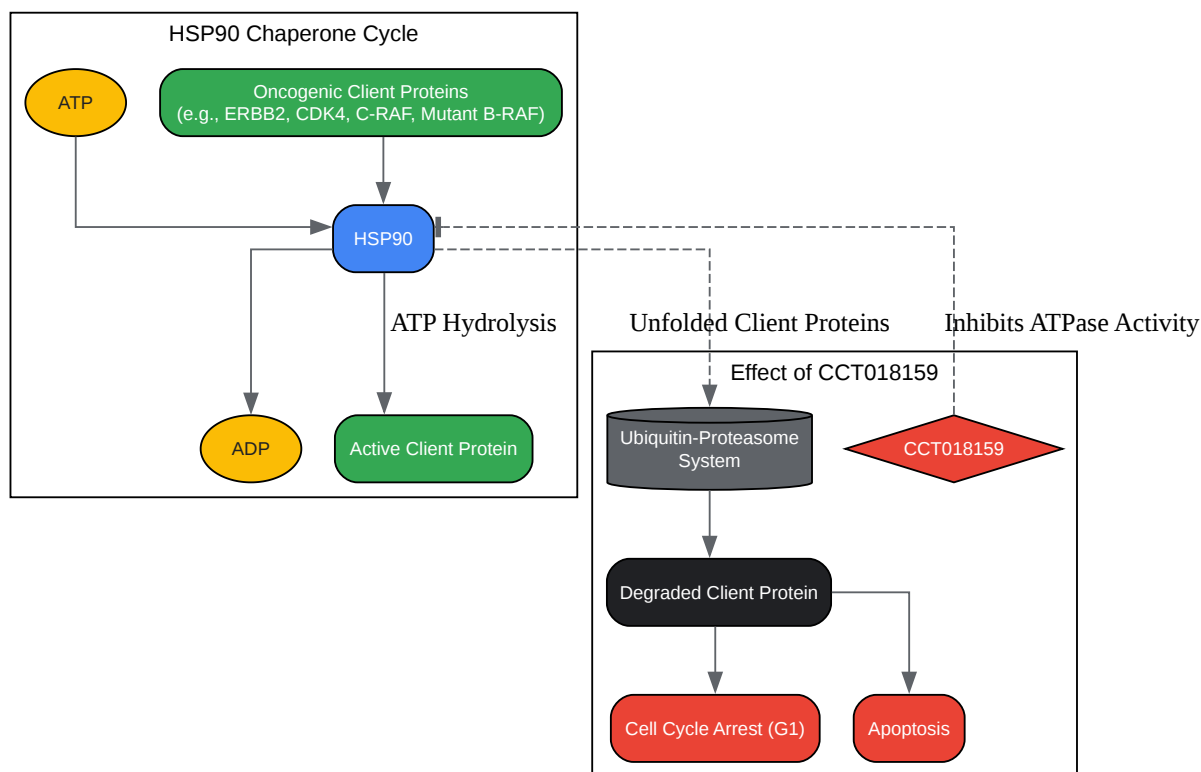 HSP90 Chaperone Cycle
ATP
Oncogenic Client Proteins
(e.g., ERBB2, CDK4, C-RAF, Mutant B-RAF)
HSP90
ATP Hydrolysis
Unfolded Client Proteins
Inhibits ATPase Activity
Effect of CCT018159
ADP
Active Client Protein
Ubiquitin-Proteasome
System
CCT018159
Degraded Client Protein
Cell Cycle Arrest (G1)
Apoptosis